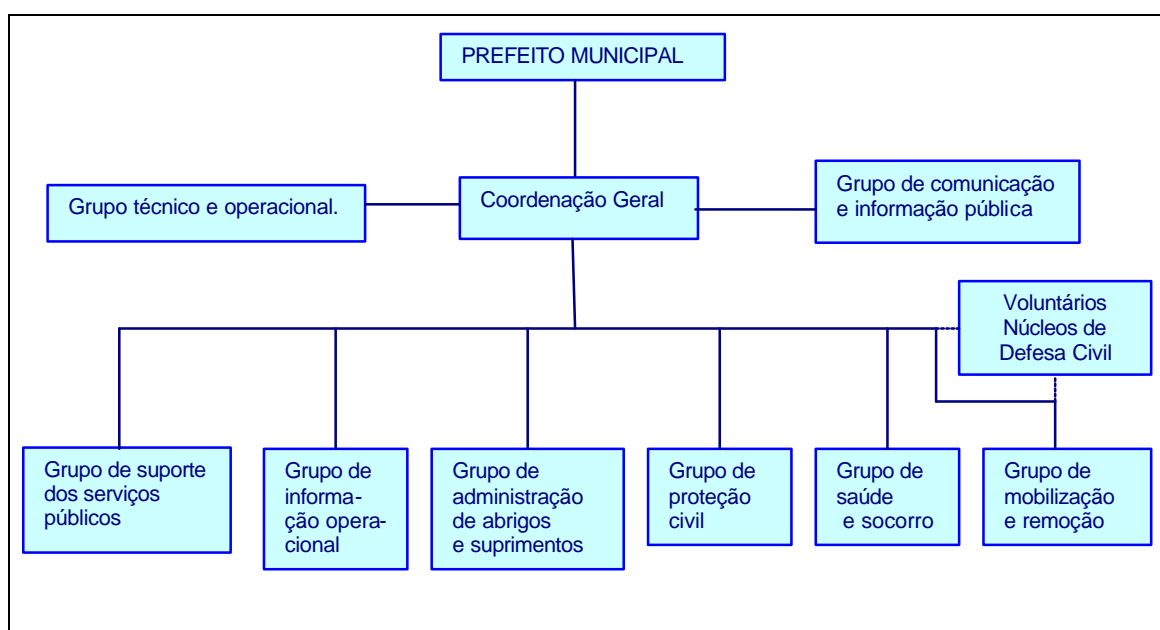 PREFEITO MUNICIPAL
Grupo técnico e operacional.
Coordenação Geral
Grupo de comunicação
e informação pública
Voluntários
Núcleos de
Defesa Civil
Grupo de suporte
dos serviços
públicos
Grupo de
informa-
ção opera-
cional
Grupo de
administração
de abrigos
e suprimentos
Grupo de
proteção
civil
Grupo de
saúde
e socorro
Grupo de
mobilização
e remoção